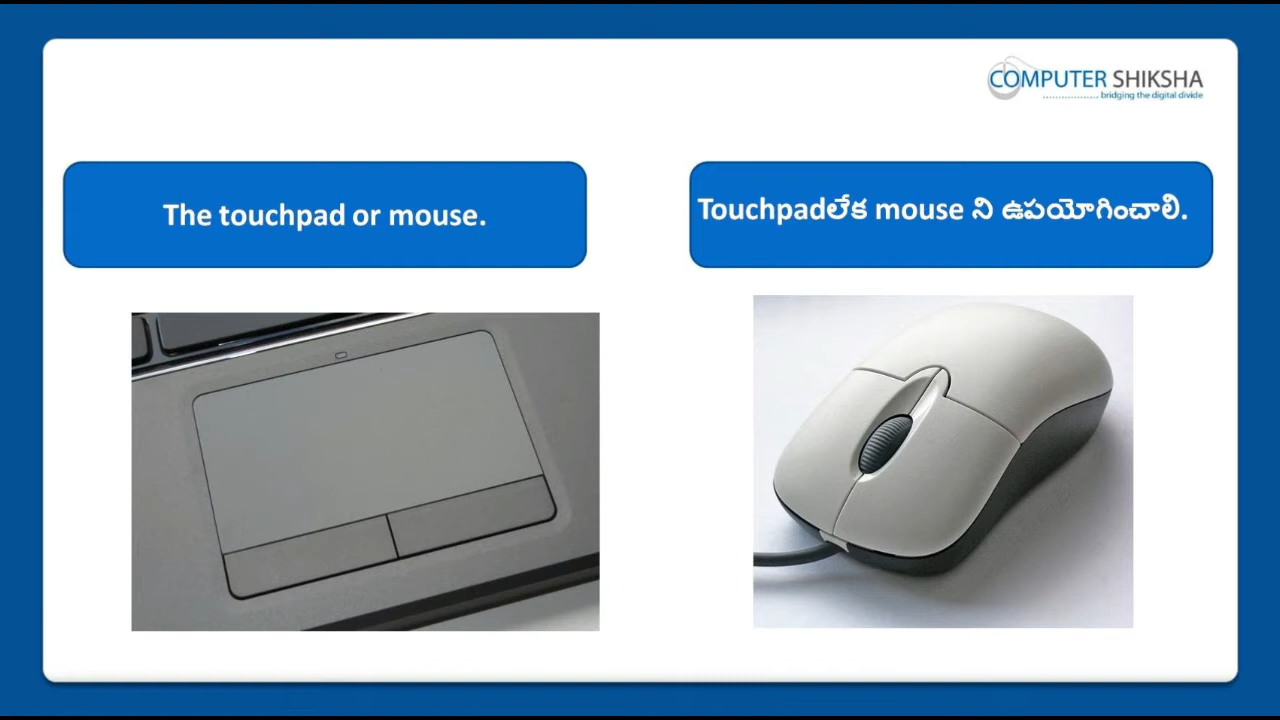 COMPUTER SHIKSHA
bridging the digital divide
The touchpad or mouse.
Touchpadలేక mouse ని ఉపయోగించాలి.